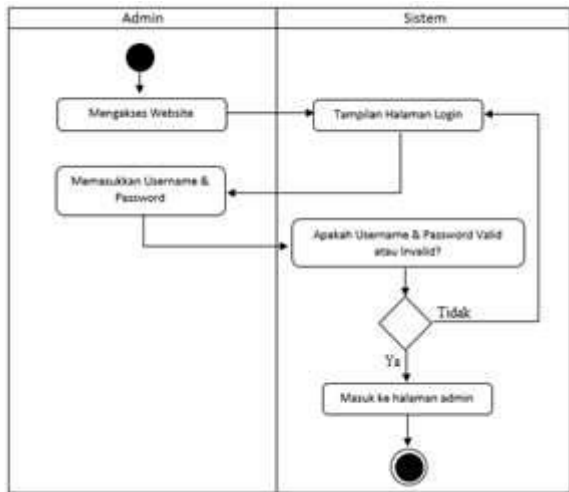 Admin
Sistem
Mengakses Website
Tampilan Halaman Login
Memasukkan Username &
Password
Apakah Username & Password Valid
atau Invalid?
Tidak
Ya
Masuk ke halaman admin